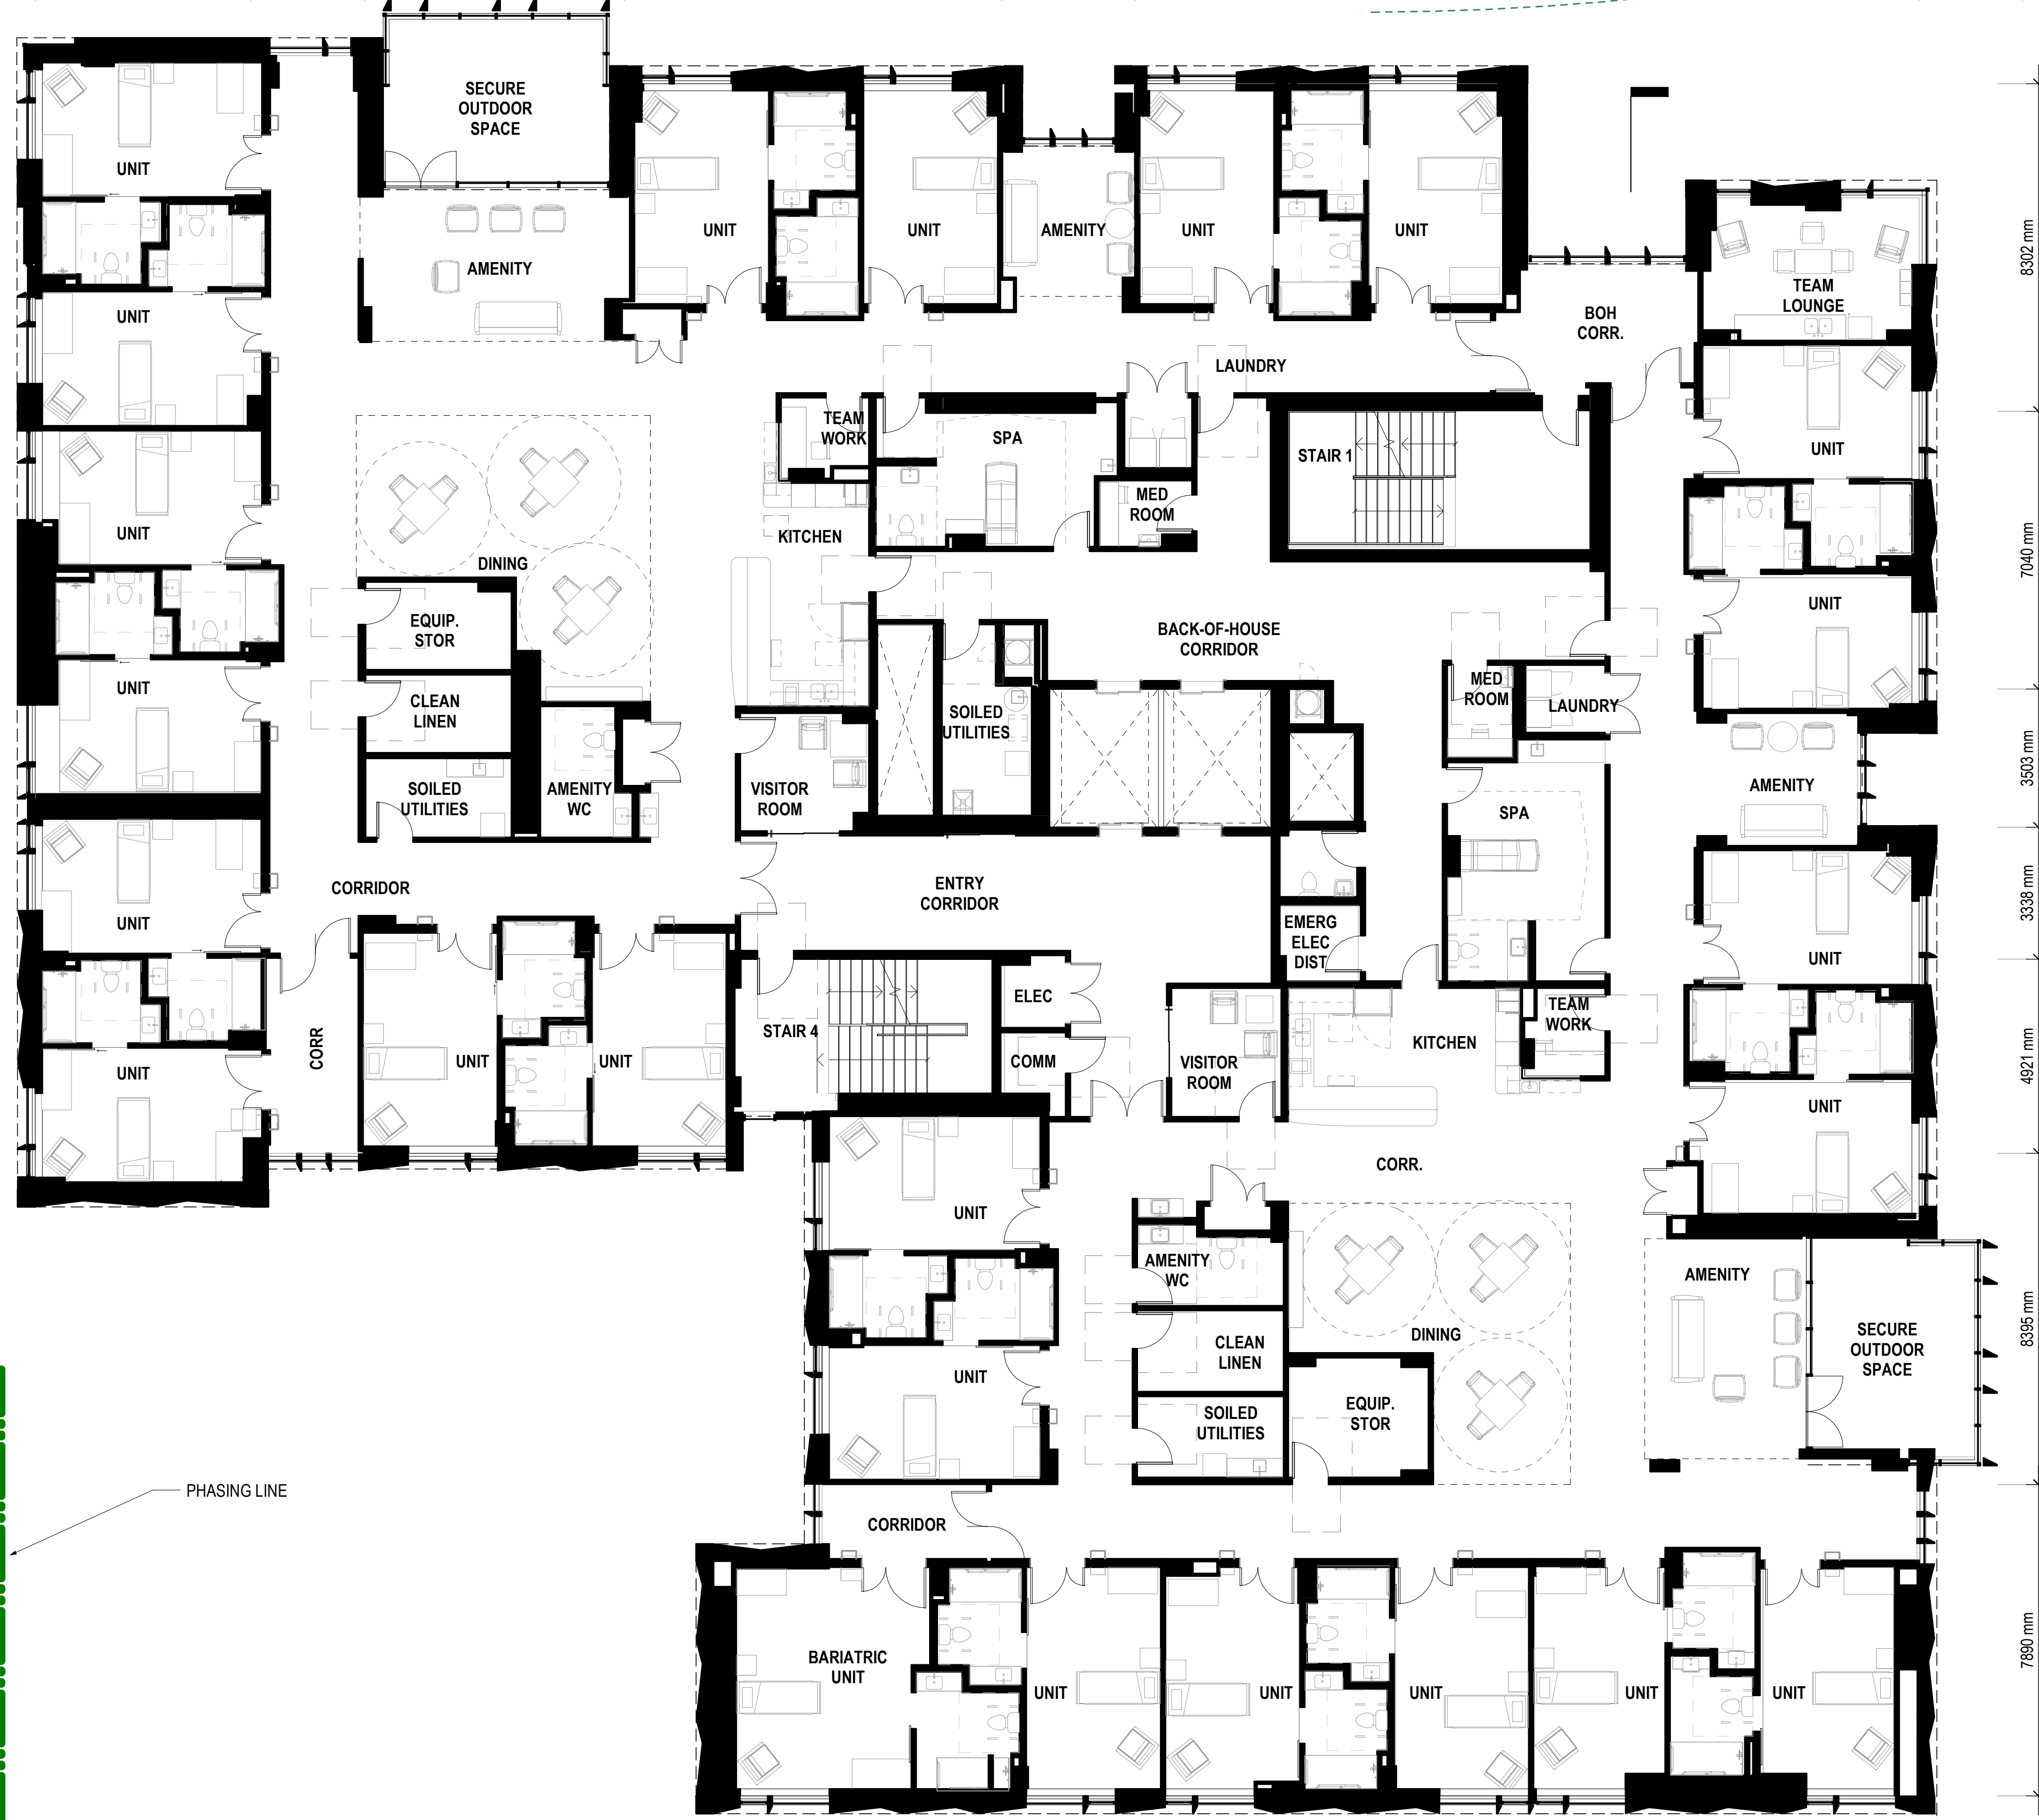 SECURE
OUTDOOR
SPACE
UNIT
AMENITY
UNIT
UNIT
AMENITY
UNIT
UNIT
TEAM
LOUNGE
BOH
CORR.
8302 mm
UNIT
LAUNDRY
TEAM
WORK
SPA
STAIR 1
UNIT
MED
ROOM
UNIT
KITCHEN
DINING
7040 mm
EQUIP.
STOR
BACK-OF-HOUSE
CORRIDOR
UNIT
UNIT
CLEAN
LINEN
SOILED
UTILITIES
MED
ROOM
LAUNDRY
SOILED
UTILITIES
AMENITY
WC
VISITOR
ROOM
AMENITY
3503 mm
SPA
CORRIDOR
ENTRY
CORRIDOR
UNIT
3338 mm
EMERG
ELEC
DIST
UNIT
ELEC
TEAM
WORK
CORR
UNIT
UNIT
STAIR 4
COMM
VISITOR
ROOM
KITCHEN
UNIT
4921 mm
UNIT
CORR.
UNIT
AMENITY
WC
AMENITY
DINING
SECURE
OUTDOOR
SPACE
8395 mm
CLEAN
LINEN
UNIT
SOILED
UTILITIES
EQUIP.
STOR
PHASING LINE
CORRIDOR
BARIATRIC
UNIT
UNIT
UNIT
UNIT
UNIT
UNIT
7890 mm